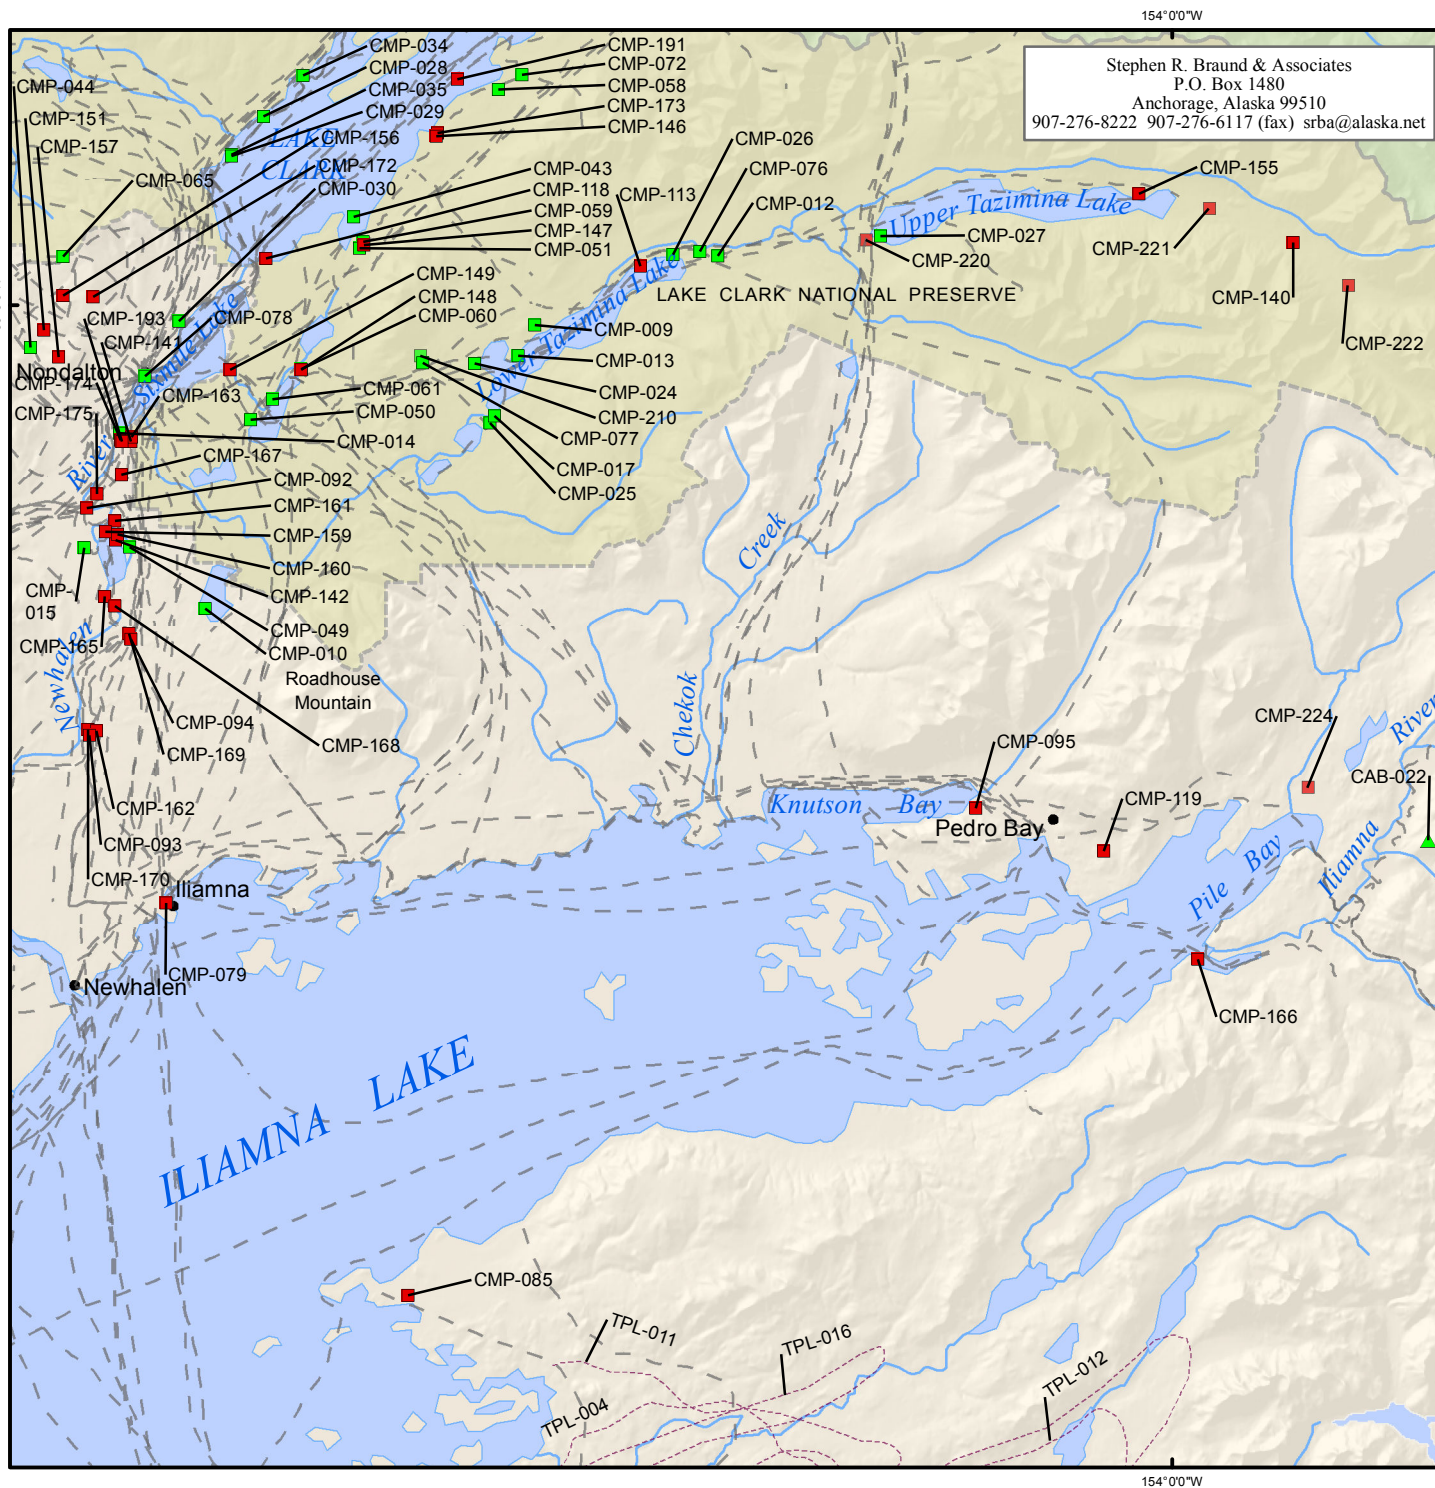 154°0'0"W
Stephen R. Braund & Associates
P.O. Box 1480
Anchorage, Alaska 99510
907-276-8222 907-276-6117 (fax) srba@alaska.net
CMP-034
CMP-028
CMP-035
CMP-029
CMP-156
CMP-172
CMP-030
CMP-191
CMP-072
CMP-058
CMP-173
CMP-146
CMP-044
CMP-151
CMP-157
CMP-065
LAKE
CLARK
CMP-043
CMP-118
CMP-059
CMP-147
CMP-051
CMP-113
CMP-026
CMP-076
CMP-012
CMP-155
Upper Tazimina Lake
CMP-027
CMP-220
CMP-221
CMP-140
CMP-222
LAKE CLARK NATIONAL PRESERVE
CMP-149
CMP-148
CMP-060
CMP-193
CMP-078
CMP-141
Sixmile Lake
Lower Tazimina Lake
CMP-009
CMP-013
CMP-024
CMP-210
CMP-077
CMP-017
CMP-025
Nondalton
CMP-174
CMP-163
CMP-175
CMP-061
CMP-050
CMP-014
CMP-167
River
CMP-092
CMP-161
CMP-159
CMP-160
CMP-142
CMP-049
CMP-010
CMP-
015
CMP-165
Newhalen
Roadhouse
Mountain
CMP-094
CMP-169
CMP-168
CMP-162
CMP-093
CMP-170
Creek
Chekok
CMP-095
CMP-224
River
CAB-022
CMP-119
Knutson Bay
Pedro Bay
Pile Bay
Iliamna
Iliamna
CMP-079
Newhalen
CMP-166
ILIAMNA LAKE
CMP-085
TPL-011
TPL-016
TPL-012
TPL-004
154°0'0"W